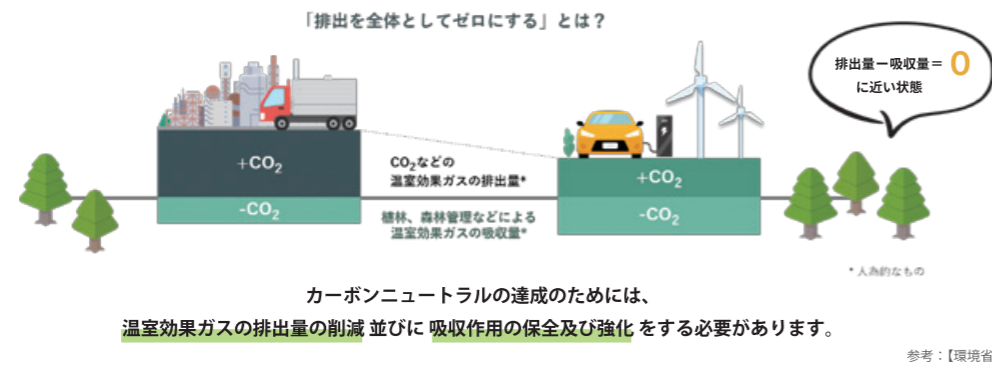 「排出を全体としてゼロにする」とは？
排出量ー吸収量＝ 0
に近い状態
+CO₂
-CO₂
CO₂などの
温室効果ガスの排出量*
植林、森林管理などによる
温室効果ガスの吸収量*
+CO₂
-CO₂
* 人為的なもの
カーボンニュートラルの達成のためには、
温室効果ガスの排出量の削減 並びに 吸収作用の保全及び強化 をする必要があります。
参考：【環境省